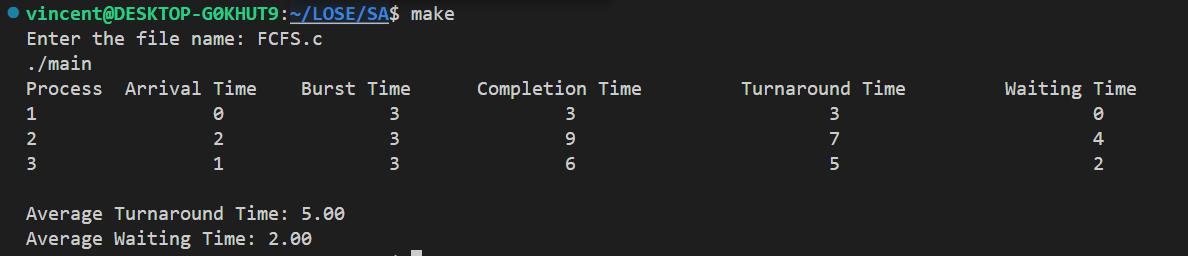 vincent@DESKTOP-G0KHUT9:~/LOSE/SA$ make
Enter the file name: FCFS.c
./main
Process  Arrival Time    Burst Time      Completion Time         Turnaround Time         Waiting Time
1                0               3               3                       3                       0
2                2               3               9                       7                       4
3                1               3               6                       5                       2

Average Turnaround Time: 5.00
Average Waiting Time: 2.00